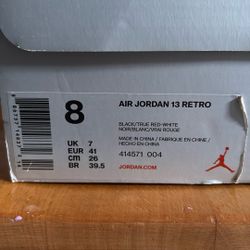 8
AIR JORDAN 13 RETRO
BLACK/TRUE RED-WHITE
NOIR/BLANC/VRAI ROUGE
UK 7
EUR 41
cm 26
BR 39.5
MADE IN CHINA / FABRIQUE EN CHINE /
HECHO EN CHINA
414571 004
JORDAN.COM